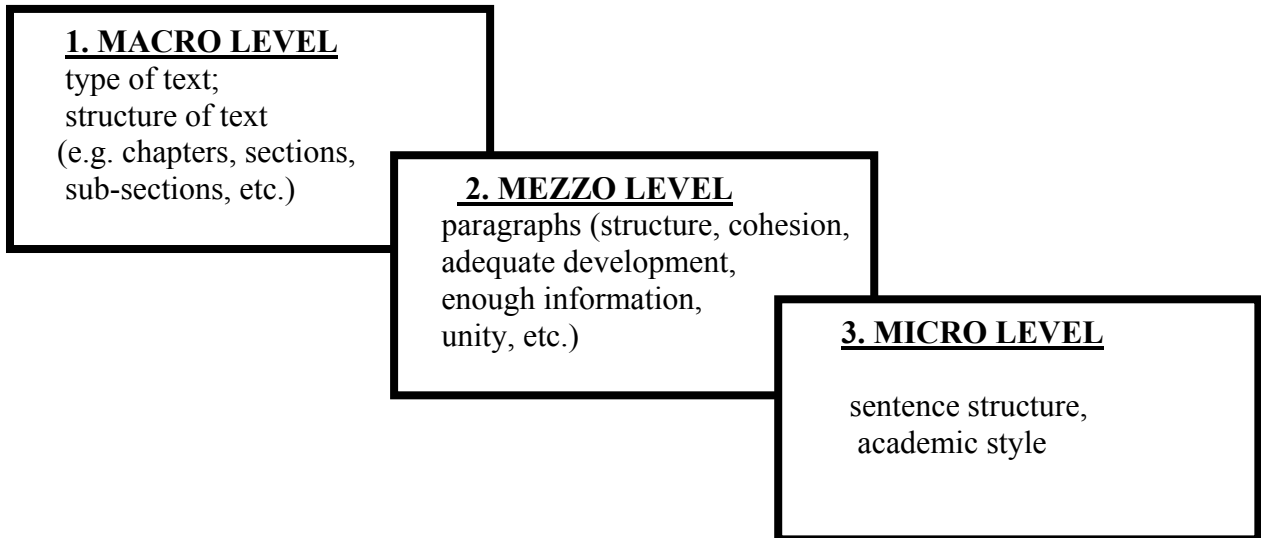 1. MACRO LEVEL
type of text;
structure of text
(e.g. chapters, sections,
sub-sections, etc.)
2. MEZZO LEVEL
paragraphs (structure, cohesion,
adequate development,
enough information,
unity, etc.)
3. MICRO LEVEL
sentence structure,
academic style